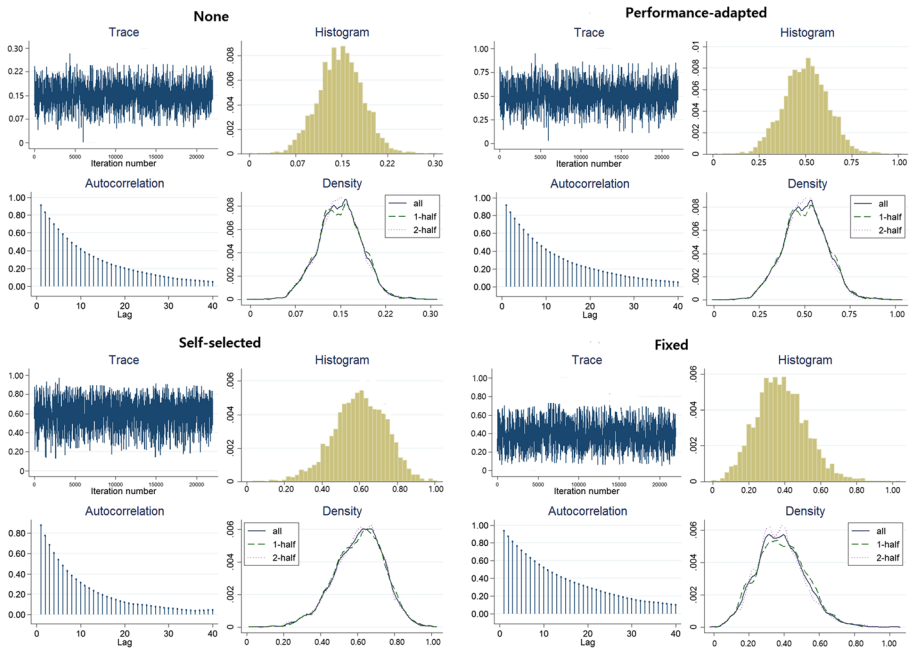 None
Trace
0.30
0.22
0.15
0.07
0
0 5000 10000 15000 20000
Iteration number
Histogram
.008
.006
.004
.002
0
0 0.07 0.15 0.22 0.30
Autocorrelation
1.00
0.80
0.60
0.40
0.20
0.00
0 10 20 30 40
Lag
Density
.008
.006
.004
.002
0
0 0.07 0.15 0.22 0.30
all
1-half
2-half
Performance-adapted
Trace
1.00
0.75
0.50
0.25
0
0 5000 10000 15000 20000
Iteration number
Histogram
.01
.008
.006
.004
.002
0
0 0.25 0.50 0.75 1.00
Autocorrelation
1.00
0.80
0.60
0.40
0.20
0.00
0 10 20 30 40
Lag
Density
.008
.006
.004
.002
0
0 0.25 0.50 0.75 1.00
all
1-half
2-half
Self-selected
Trace
1.00
0.80
0.60
0.40
0.20
0
0 5000 10000 15000 20000
Iteration number
Histogram
.006
.004
.002
0
0 0.20 0.40 0.60 0.80 1.00
Autocorrelation
0.80
0.60
0.40
0.20
0.00
0 10 20 30 40
Lag
Density
.006
.004
.002
0
0 0.20 0.40 0.60 0.80 1.00
all
1-half
2-half
Fixed
Trace
1.00
0.80
0.60
0.40
0.20
0
0 5000 10000 15000 20000
Iteration number
Histogram
.006
.004
.002
0
0 0.20 0.40 0.60 0.80 1.00
Autocorrelation
1.00
0.80
0.60
0.40
0.20
0.00
0 10 20 30 40
Lag
Density
.006
.004
.002
0
0 0.20 0.40 0.60 0.80 1.00
all
1-half
2-half